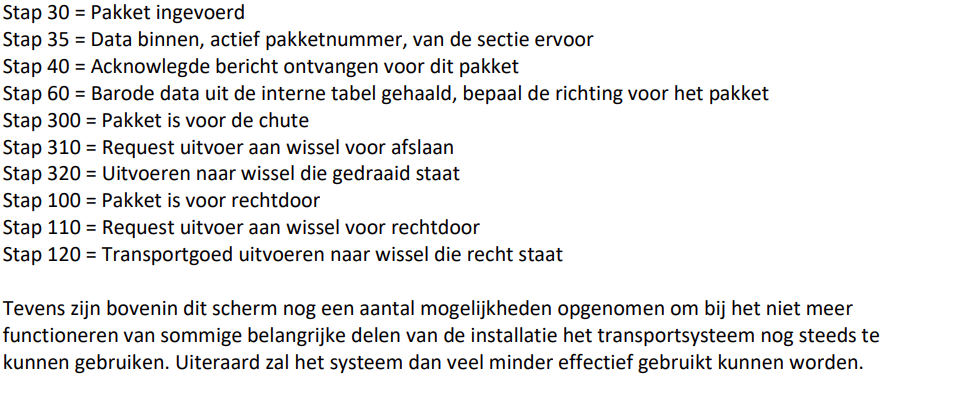 Stap 30 = Pakket ingevoerd
Stap 35 = Data binnen, actief pakketnummer, van de sectie ervoor
Stap 40 = Acknowlegde bericht ontvangen voor dit pakket
Stap 60 = Barode data uit de interne tabel gehaald, bepaal de richting voor het pakket
Stap 300 = Pakket is voor de chute
Stap 310 = Request uitvoer aan wissel voor afslaan
Stap 320 = Uitvoeren naar wissel die gedraaid staat
Stap 100 = Pakket is voor rechtdoor
Stap 110 = Request uitvoer aan wissel voor rechtdoor
Stap 120 = Transportgoed uitvoeren naar wissel die recht staat
Tevens zijn bovenin dit scherm nog een aantal mogelijkheden opgenomen om bij het niet meer
functioneren van sommige belangrijke delen van de installatie het transportsysteem nog steeds te
kunnen gebruiken. Uiteraard zal het systeem dan veel minder effectief gebruikt kunnen worden.